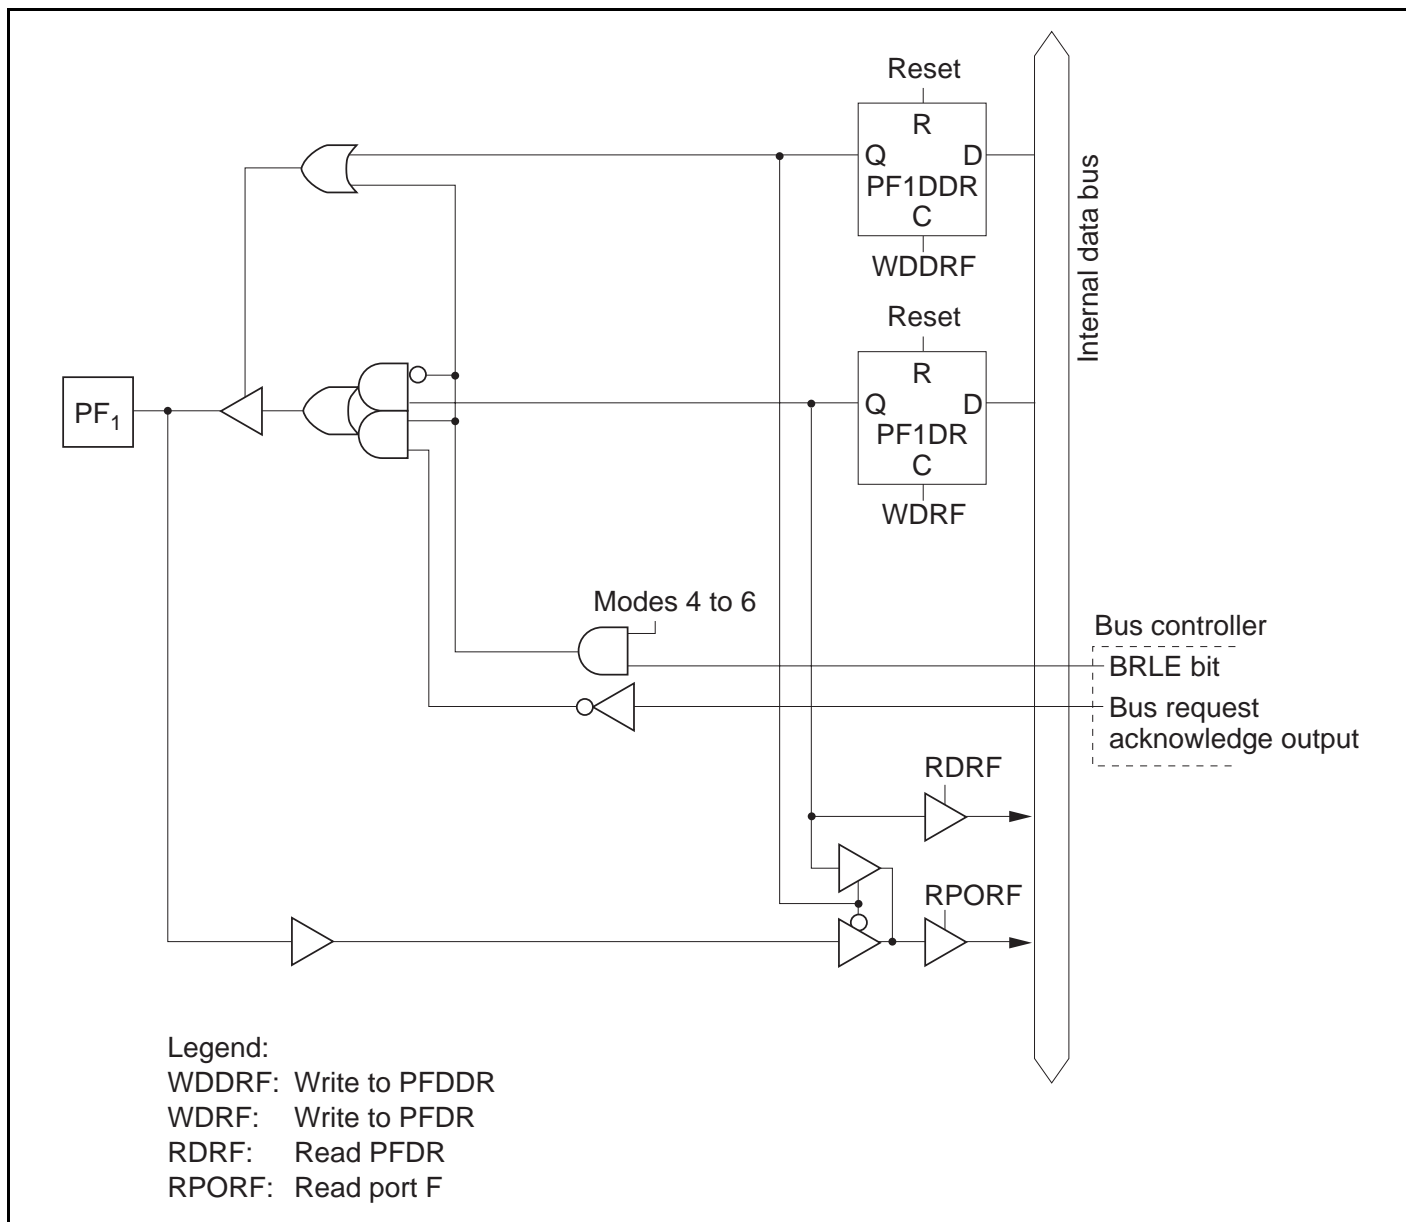 Reset
R
Q D
PF1DDR
C
WDDRF
Internal data bus
Reset
R
Q D
PF1DR
C
WDRF
PF1
Modes 4 to 6
Bus controller
BRLE bit
Bus request
acknowledge output
RDRF
RPORF
Legend:
WDDRF: Write to PFDDR
WDRF: Write to PFDR
RDRF: Read PFDR
RPORF: Read port F